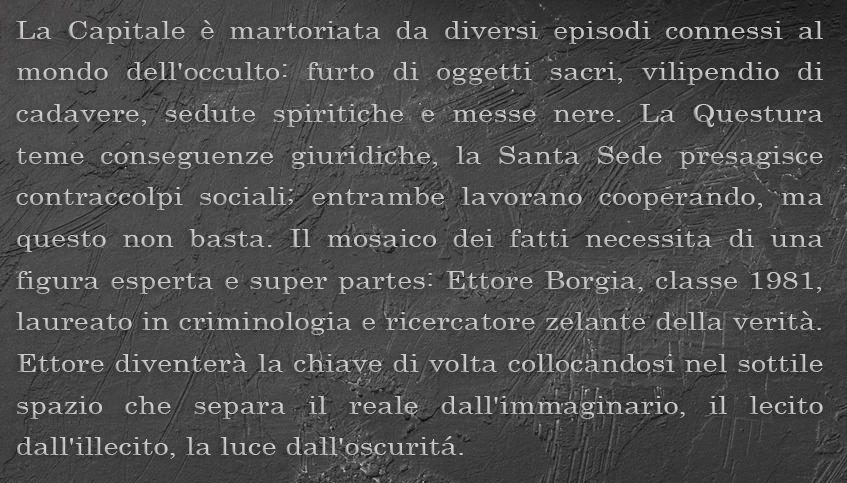 La Capitale è martoriata da diversi episodi connessi al
mondo dell'occulto: furto di oggetti sacri, vilipendio di
cadavere, sedute spiritiche e messe nere. La Questura
teme conseguenze giuridiche, la Santa Sede presagisce
contraccolpi sociali; entrambe lavorano cooperando, ma
questo non basta. Il mosaico dei fatti necessita di una
figura esperta e super partes: Ettore Borgia, classe 1981,
laureato in criminologia e ricercatore zelante della verità.
Ettore diventerà la chiave di volta collocandosi nel sottile
spazio che separa il reale dall'immaginario, il lecito
dall'illecito, la luce dall'oscuritá.